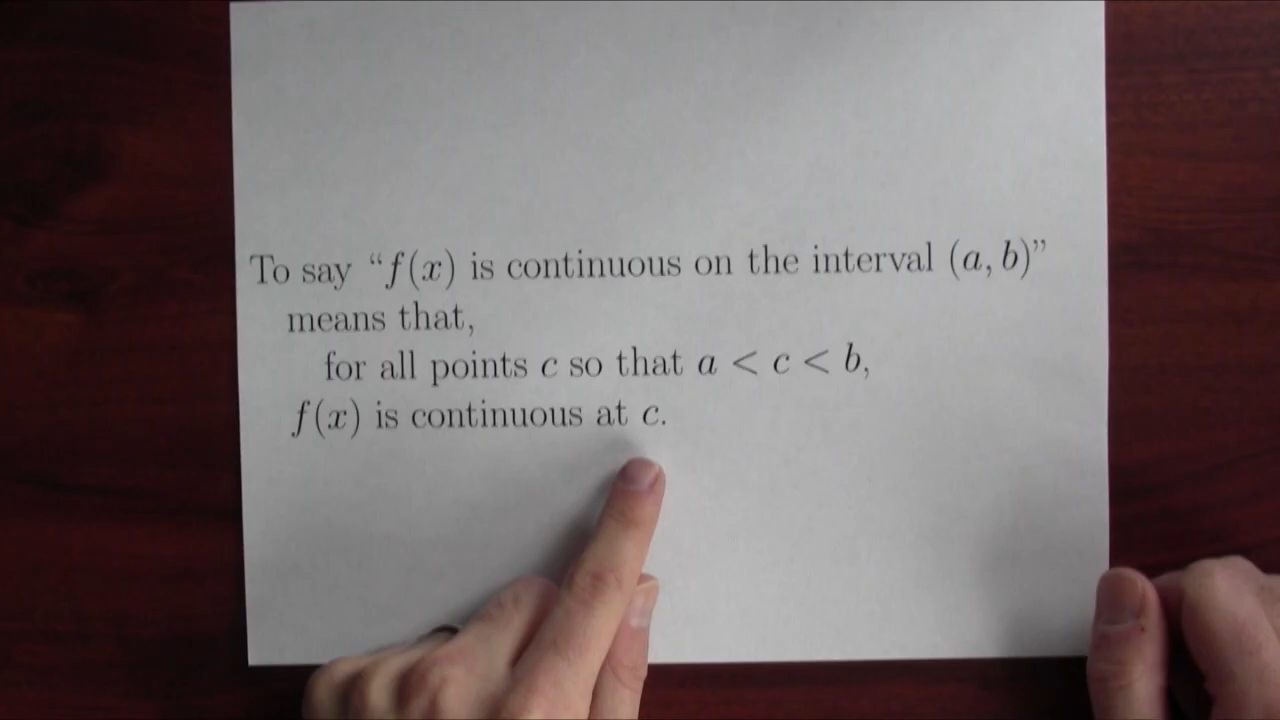 To say “f(x) is continuous on the interval (a, b)”
means that,
for all points c so that a < c < b,
f(x) is continuous at c.